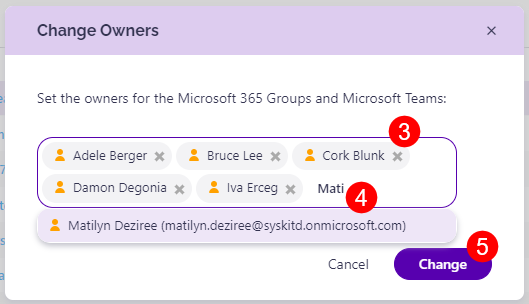 Change Owners ×
Set the owners for the Microsoft 365 Groups and Microsoft Teams:
3
Adele Berger × Bruce Lee × Cork Blunk ×
Damon Degonia × Iva Erceg × Mati
4
Matilyn Deziree (matilyn.deziree@syskitd.onmicrosoft.com)
5
Cancel Change